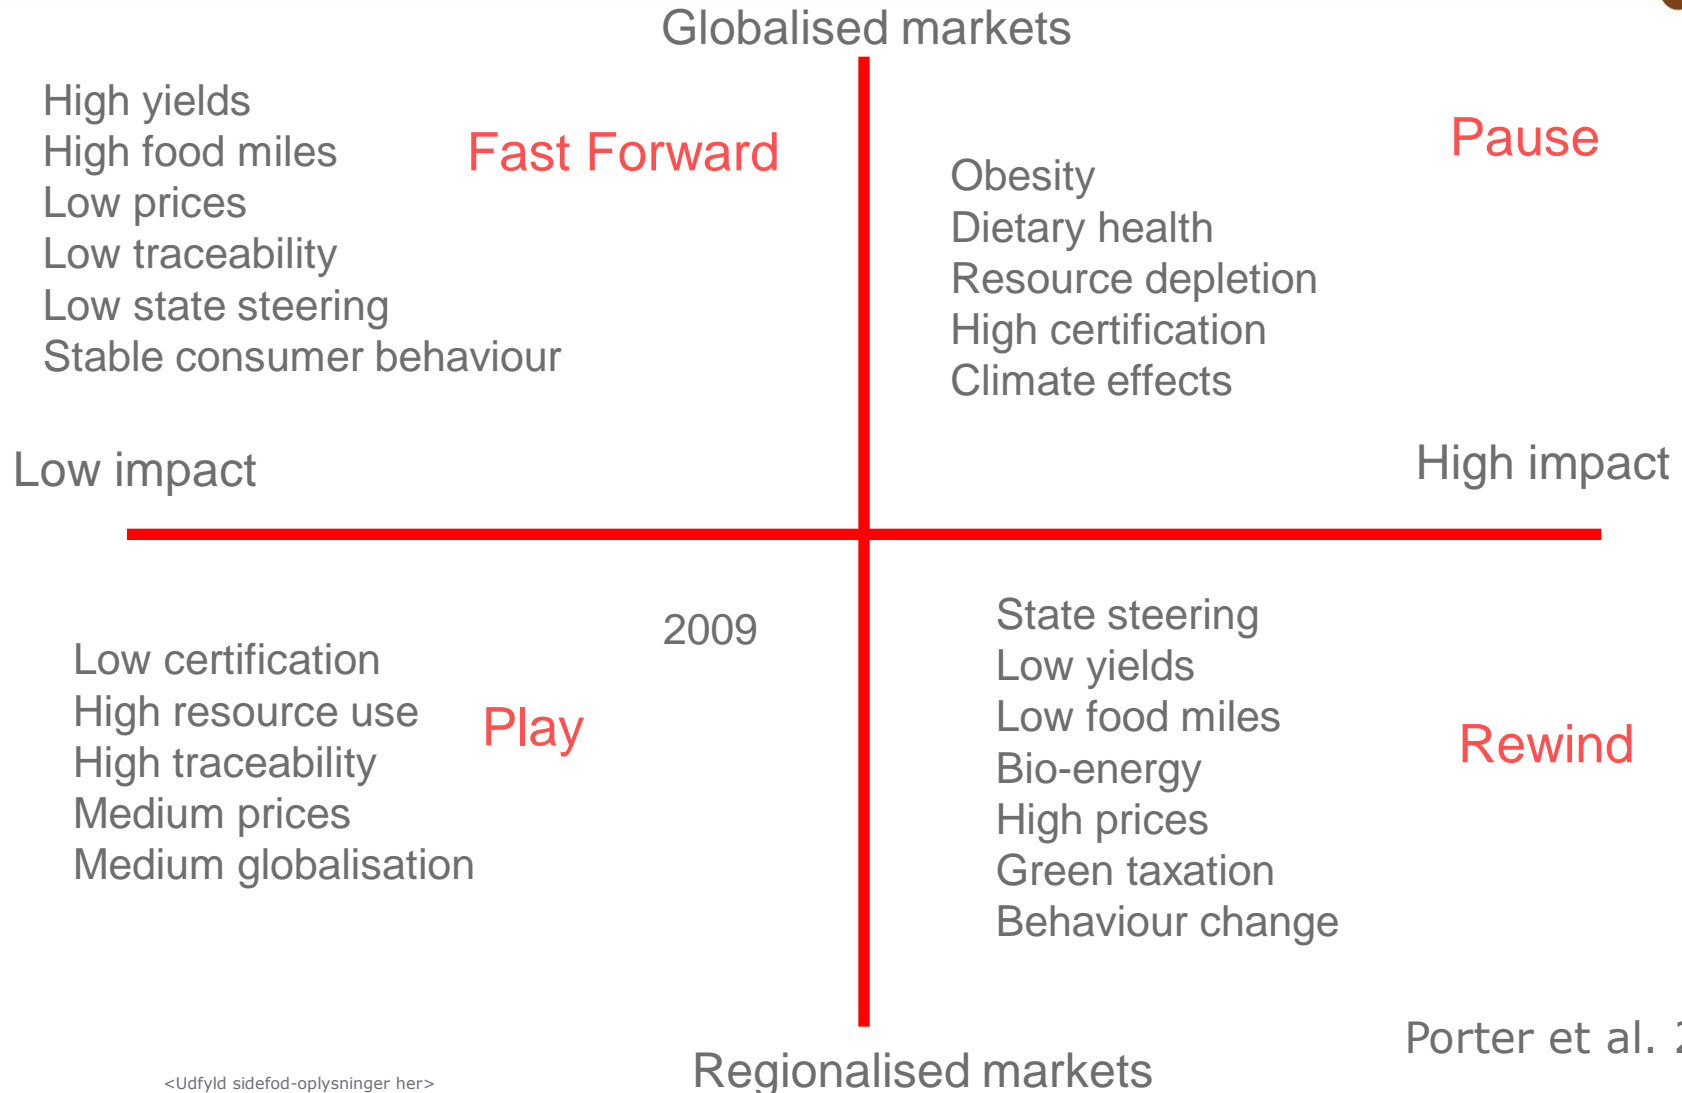 Globalised markets
High yields
High food miles
Low prices
Low traceability
Low state steering
Stable consumer behaviour
Fast Forward
Pause
Obesity
Dietary health
Resource depletion
High certification
Climate effects
Low impact
High impact
2009
Low certification
High resource use
High traceability
Medium prices
Medium globalisation
Play
State steering
Low yields
Low food miles
Bio-energy
High prices
Green taxation
Behaviour change
Rewind
Porter et al.
Regionalised markets
<Udfyld sidefod-oplysninger her>